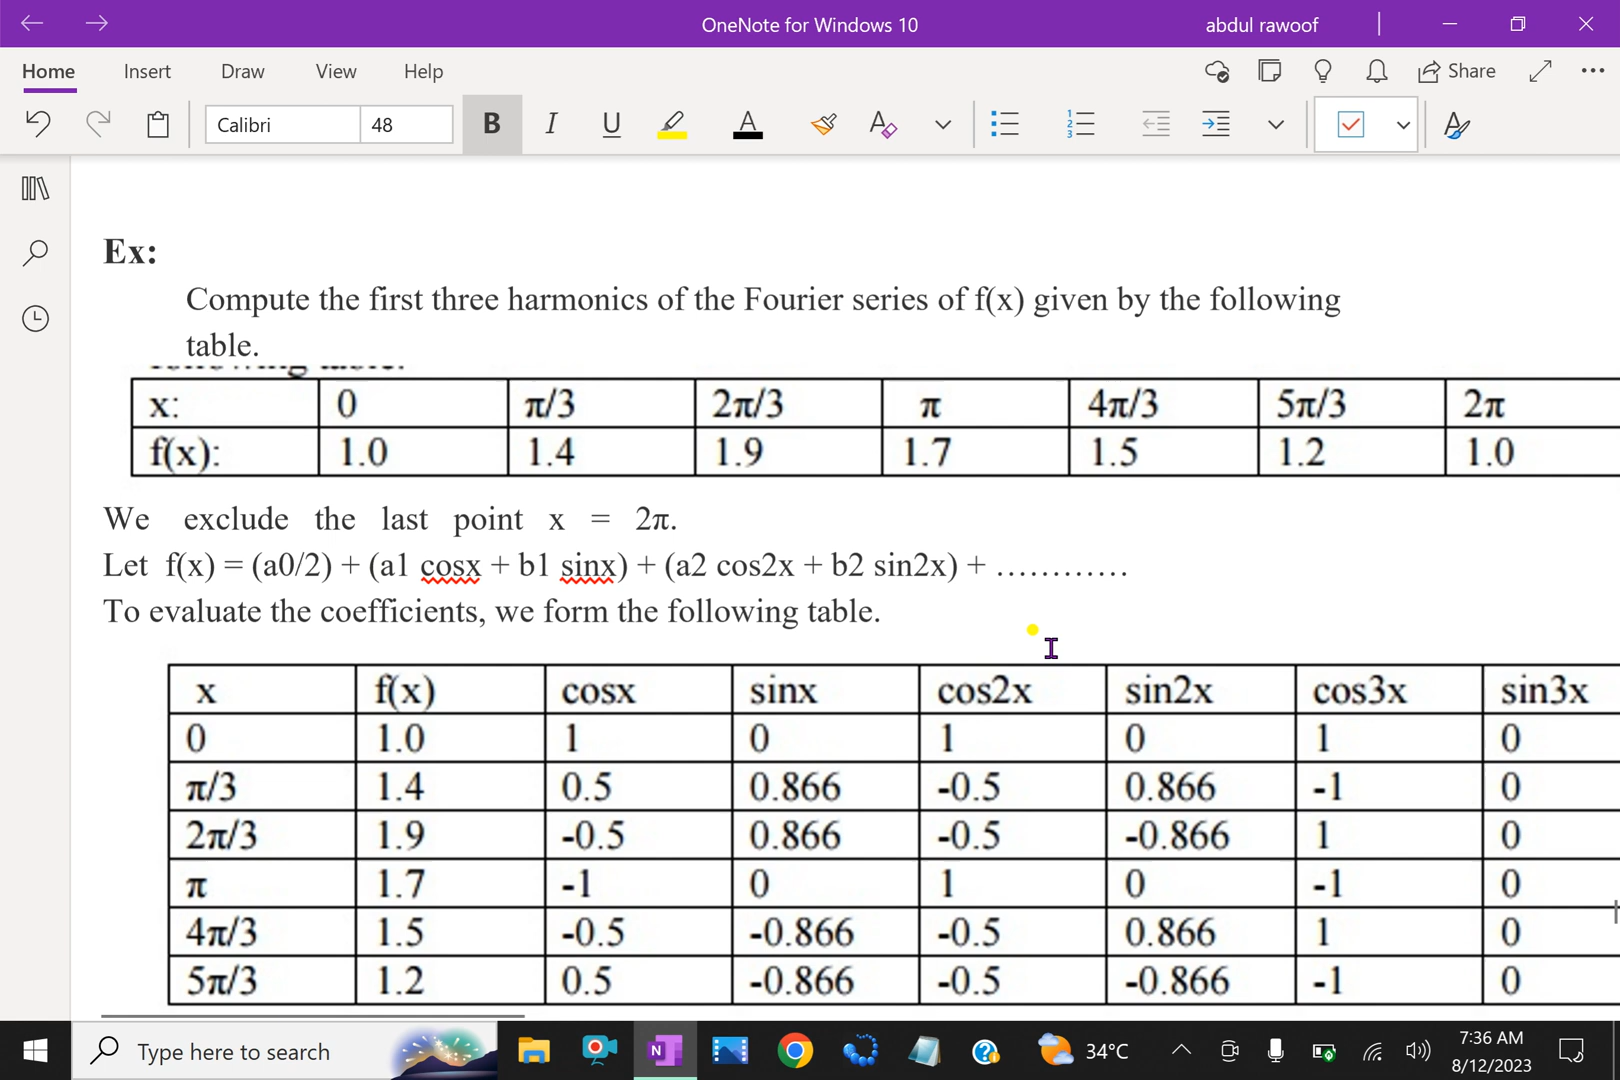 OneNote for Windows 10
abdul rawoof
Home Insert Draw View Help
Share
Calibri 48 B I U A
Ex:
Compute the first three harmonics of the Fourier series of f(x) given by the following
table.
x: 0 π/3 2π/3 π 4π/3 5π/3 2π
f(x): 1.0 1.4 1.9 1.7 1.5 1.2 1.0
We exclude the last point x = 2π.
Let f(x) = (a0/2) + (a1 cosx + b1 sinx) + (a2 cos2x + b2 sin2x) + …………
To evaluate the coefficients, we form the following table.
x f(x) cosx sinx cos2x sin2x cos3x sin3x
0 1.0 1 0 1 0 1 0
π/3 1.4 0.5 0.866 -0.5 0.866 -1 0
2π/3 1.9 -0.5 0.866 -0.5 -0.866 1 0
π 1.7 -1 0 1 0 -1 0
4π/3 1.5 -0.5 -0.866 -0.5 0.866 1 0
5π/3 1.2 0.5 -0.866 -0.5 -0.866 -1 0
Type here to search
34°C
7:36 AM
8/12/2023